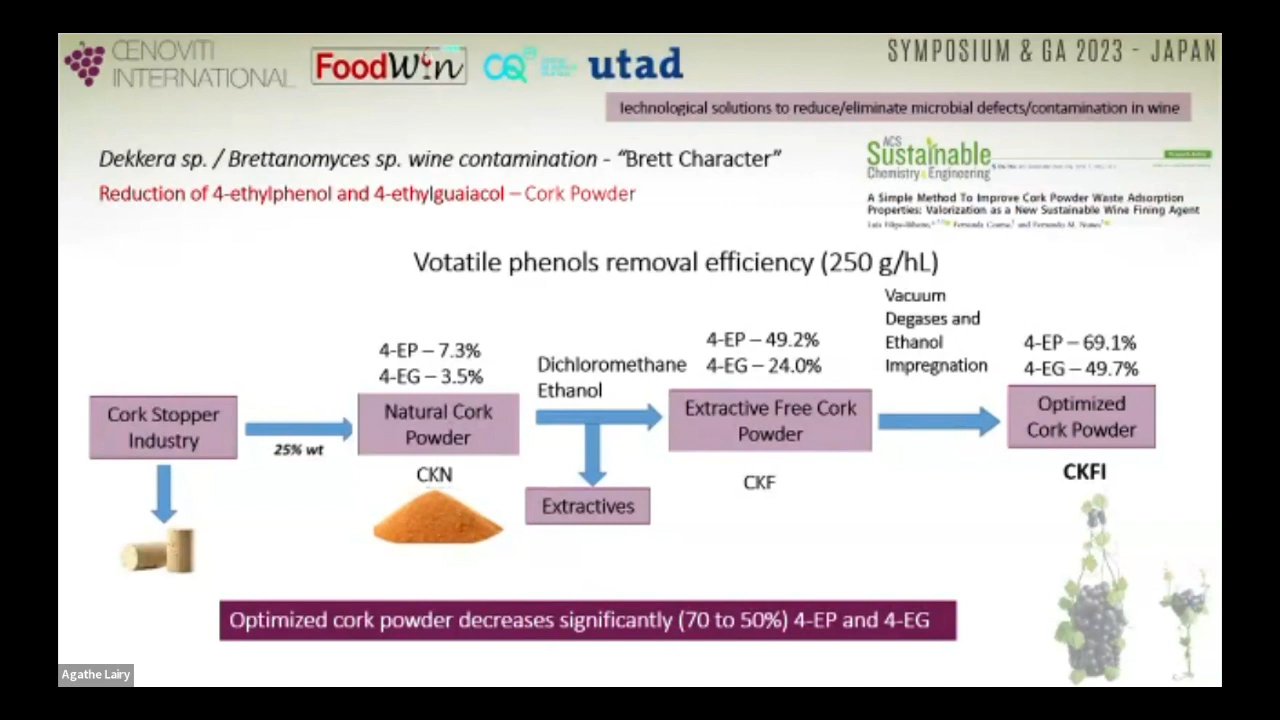 ŒNOVITI
INTERNATIONAL
FoodWin
CQ
utad
SYMPOSIUM & GA 2023 - JAPAN
Technological solutions to reduce/eliminate microbial defects/contamination in wine
Dekkera sp. / Brettanomyces sp. wine contamination - “Brett Character”
Reduction of 4-ethylphenol and 4-ethylguaiacol – Cork Powder
ACS
Sustainable
Chemistry & Engineering
A Simple Method To Improve Cork Powder Waste Adsorption
Properties: Valorization as a New Sustainable Wine Fining Agent
and Fernando M. Nunes
Votatile phenols removal efficiency (250 g/hL)
Cork Stopper
Industry
25% wt
4-EP – 7.3%
4-EG – 3.5%
Natural Cork
Powder
CKN
Dichloromethane
Ethanol
Extractives
4-EP – 49.2%
4-EG – 24.0%
Extractive Free Cork
Powder
CKF
Vacuum
Degases and
Ethanol
Impregnation
4-EP – 69.1%
4-EG – 49.7%
Optimized
Cork Powder
CKFI
Optimized cork powder decreases significantly (70 to 50%) 4-EP and 4-EG
Agathe Lairy